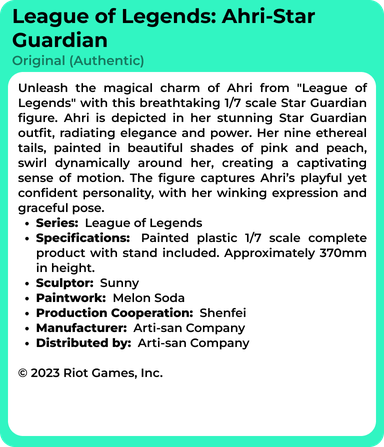 League of Legends: Ahri-Star
Guardian
Original (Authentic)
Unleash the magical charm of Ahri from "League of
Legends" with this breathtaking 1/7 scale Star Guardian
figure. Ahri is depicted in her stunning Star Guardian
outfit, radiating elegance and power. Her nine ethereal
tails, painted in beautiful shades of pink and peach,
swirl dynamically around her, creating a captivating
sense of motion. The figure captures Ahri’s playful yet
confident personality, with her winking expression and
graceful pose.
• Series: League of Legends
• Specifications: Painted plastic 1/7 scale complete
product with stand included. Approximately 370mm
in height.
• Sculptor: Sunny
• Paintwork: Melon Soda
• Production Cooperation: Shenfei
• Manufacturer: Arti-san Company
• Distributed by: Arti-san Company
© 2023 Riot Games, Inc.